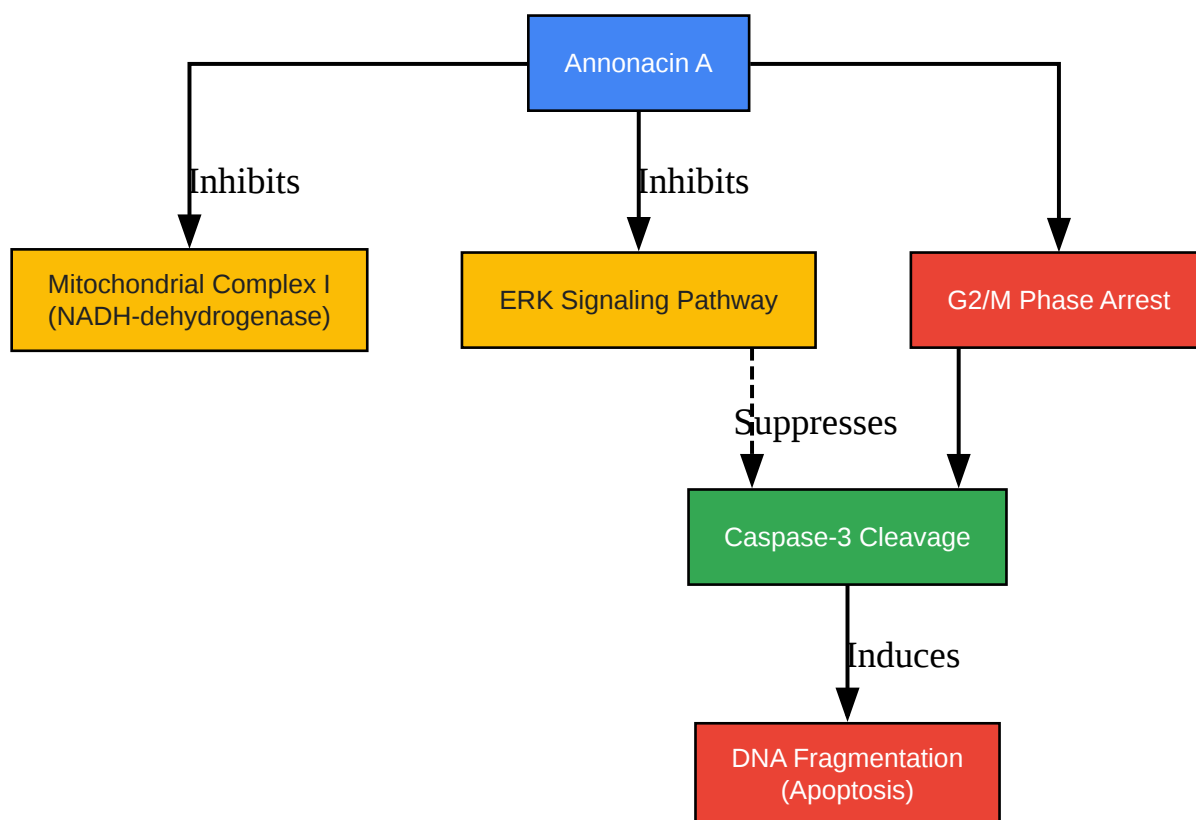 Annonacin A
Inhibits
Inhibits
Mitochondrial Complex I
(NADH-dehydrogenase)
ERK Signaling Pathway
G2/M Phase Arrest
Suppresses
Caspase-3 Cleavage
Induces
DNA Fragmentation
(Apoptosis)